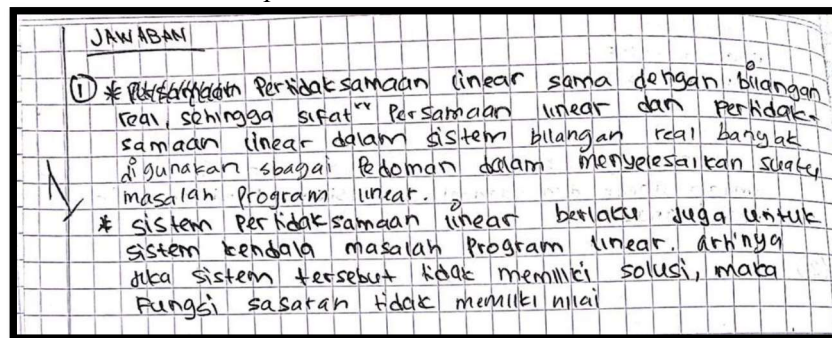 JAWABAN
① * Pertidaksamaan linear sama dengan bilangan
real, sehingga sifat" Persamaan linear dan Pertidak-
samaan linear dalam sistem bilangan real banyak
digunakan sbagai Pedoman dalam menyelesaikan suatu
masalah Program linear.
* sistem Pertidaksamaan linear berlaku juga untuk
sistem kendala masalah Program linear. artinya
jika sistem tersebut tidak memiliki solusi, maka
Fungsi sasaran tidak memiliki nilai